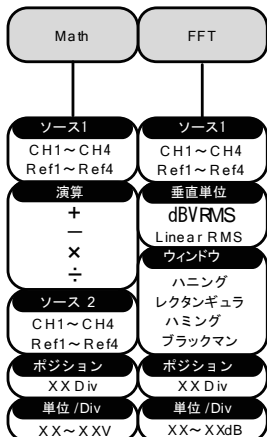 Math
ソース1
CH1～CH4
Ref1～Ref4
演算
+
－
×
÷
ソース 2
CH1～CH4
Ref1～Ref4
ポジション
XX Div
単位 /Div
XX～XXV
FFT
ソース1
CH1～CH4
Ref1～Ref4
垂直単位
dBVRMS
Linear RMS
ウィンドウ
ハニング
レクタンギュラ
ハミング
ブラックマン
ポジション
XX Div
単位 /Div
XX～XXdB